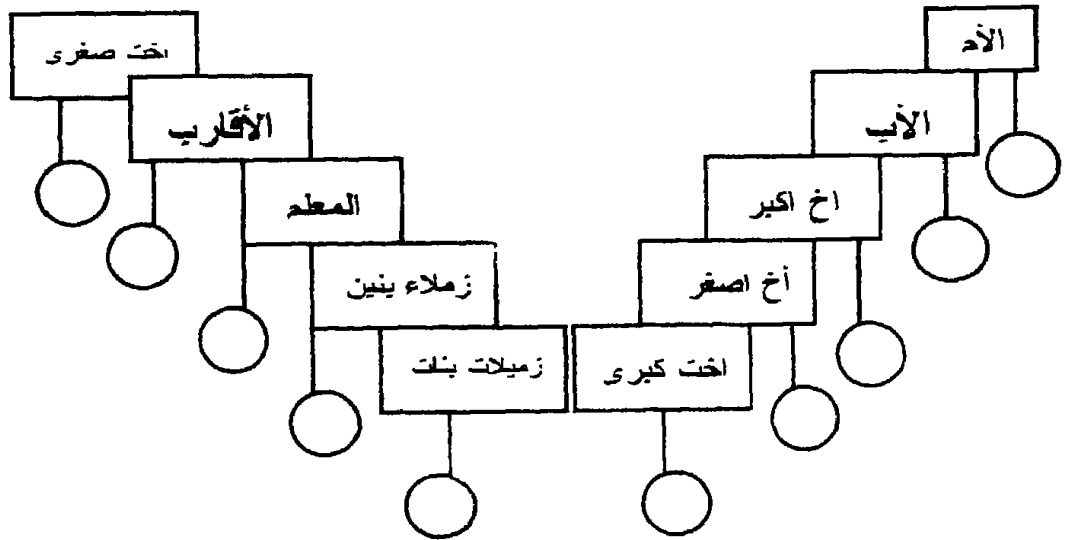 الأم
الأب
اخ اكبر
أخ اصغر
اخت كبرى
زميلات بنات
زملاء بنين
المعلم
الأقارب
اخت صغرى